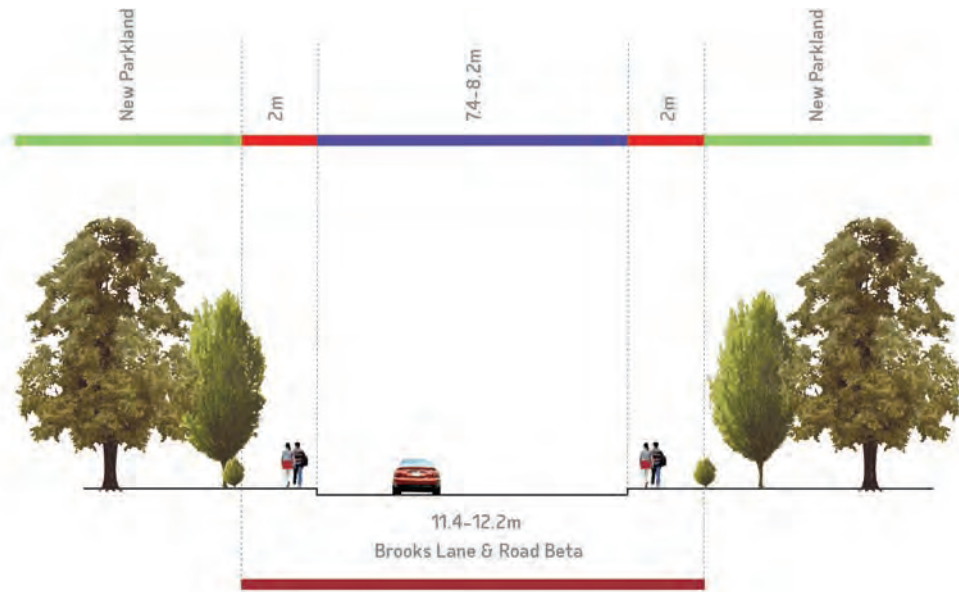 New Parkland
2m
7.4-8.2m
2m
New Parkland
11.4-12.2m
Brooks Lane & Road Beta